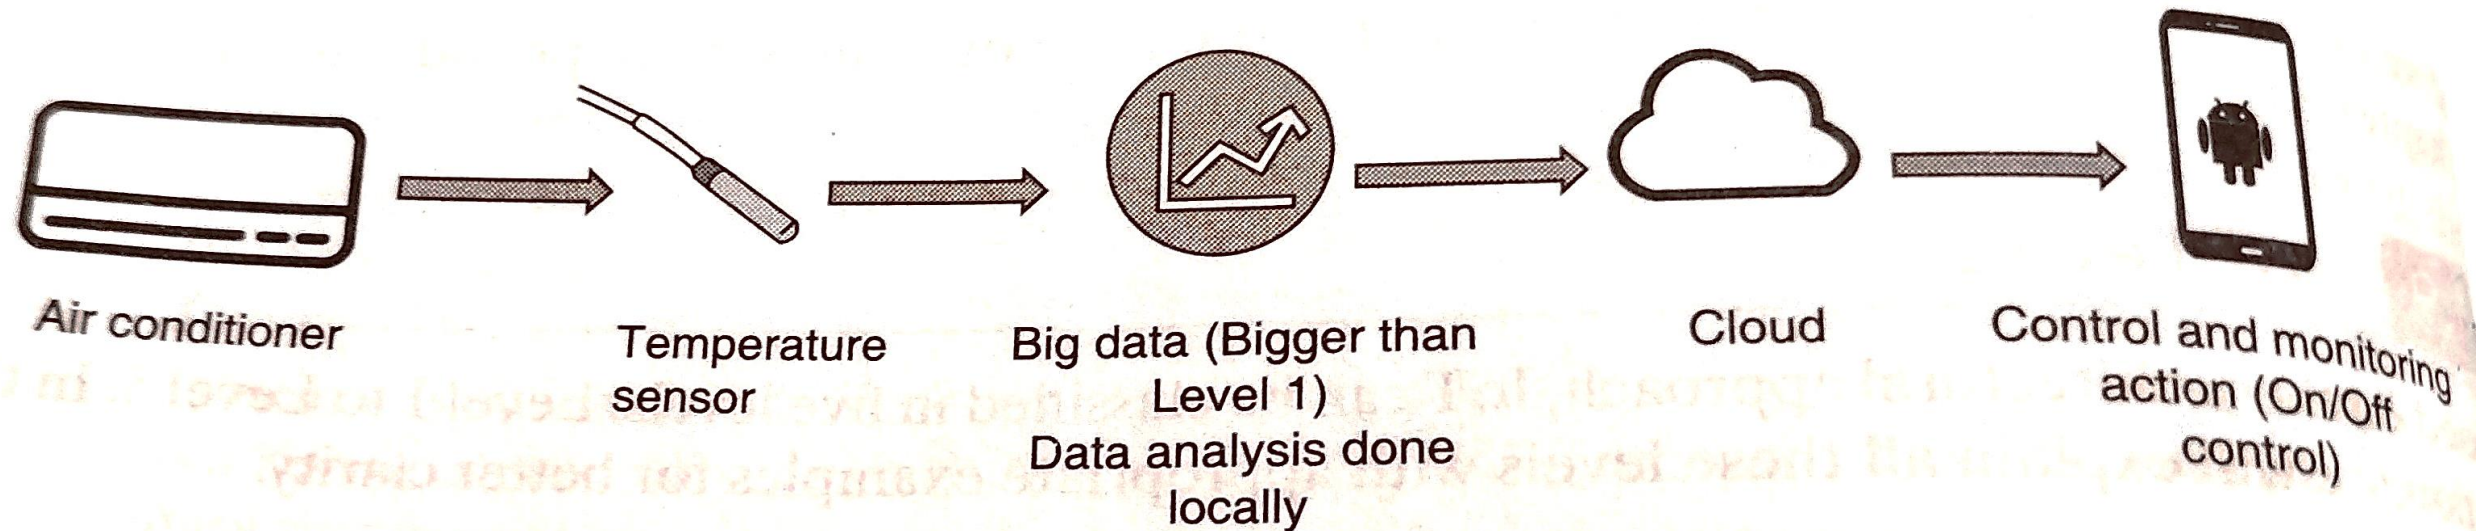 Air conditioner
Temperature
sensor
Big data (Bigger than
Level 1)
Data analysis done
locally
Cloud
Control and monitoring
action (On/Off
control)